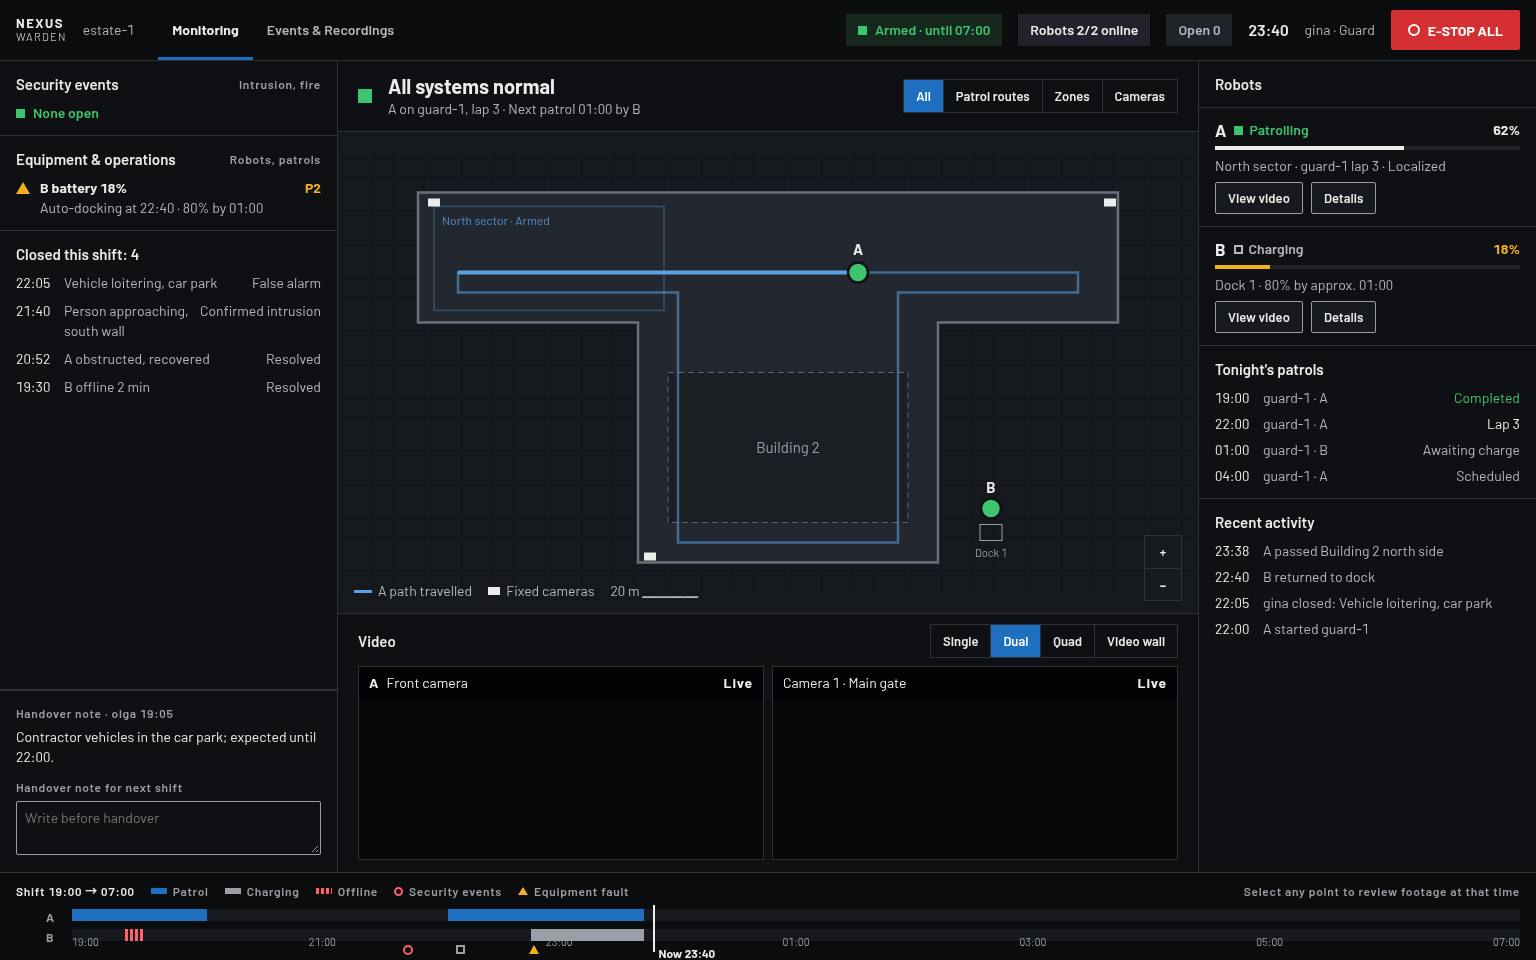 NEXUS
WARDEN
estate-1
Monitoring
Events & Recordings
Armed · until 07:00
Robots 2/2 online
Open 0
23:40
gina · Guard
E-STOP ALL
Security events
Intrusion, fire
None open
Equipment & operations
Robots, patrols
B battery 18%
P2
Auto-docking at 22:40 · 80% by 01:00
Closed this shift: 4
22:05 Vehicle loitering, car park False alarm
21:40 Person approaching, Confirmed intrusion
south wall
20:52 A obstructed, recovered Resolved
19:30 B offline 2 min Resolved
Handover note · olga 19:05
Contractor vehicles in the car park; expected until
22:00.
Handover note for next shift
Write before handover
All systems normal
A on guard-1, lap 3 · Next patrol 01:00 by B
All
Patrol routes
Zones
Cameras
North sector · Armed
A
Building 2
B
Dock 1
+
−
A path travelled
Fixed cameras
20 m
Video
Single
Dual
Quad
Video wall
A Front camera
Live
Camera 1 · Main gate
Live
Robots
A Patrolling 62%
North sector · guard-1 lap 3 · Localized
View video
Details
B Charging 18%
Dock 1 · 80% by approx. 01:00
View video
Details
Tonight's patrols
19:00 guard-1 · A Completed
22:00 guard-1 · A Lap 3
01:00 guard-1 · B Awaiting charge
04:00 guard-1 · A Scheduled
Recent activity
23:38 A passed Building 2 north side
22:40 B returned to dock
22:05 gina closed: Vehicle loitering, car park
22:00 A started guard-1
Shift 19:00 → 07:00
Patrol
Charging
Offline
Security events
Equipment fault
Select any point to review footage at that time
A
B
19:00
21:00
23:00
01:00
03:00
05:00
07:00
Now 23:40